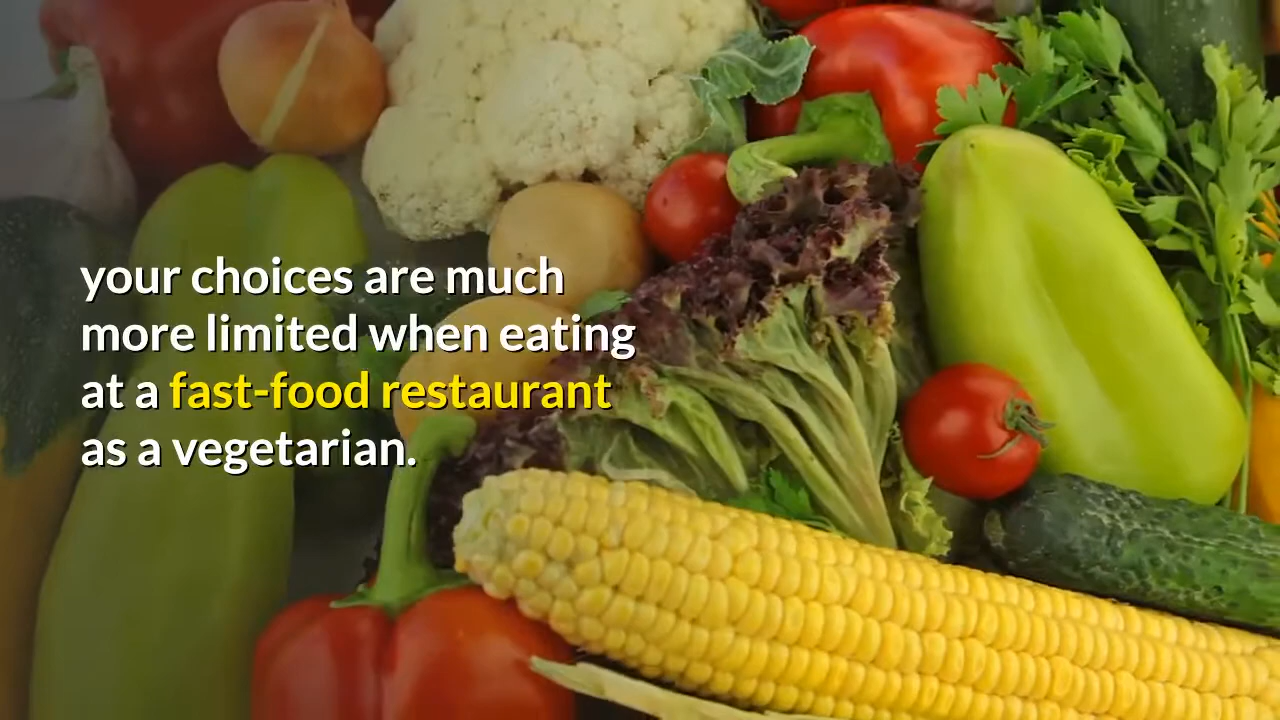 your choices are much
more limited when eating
at a fast-food restaurant
as a vegetarian.